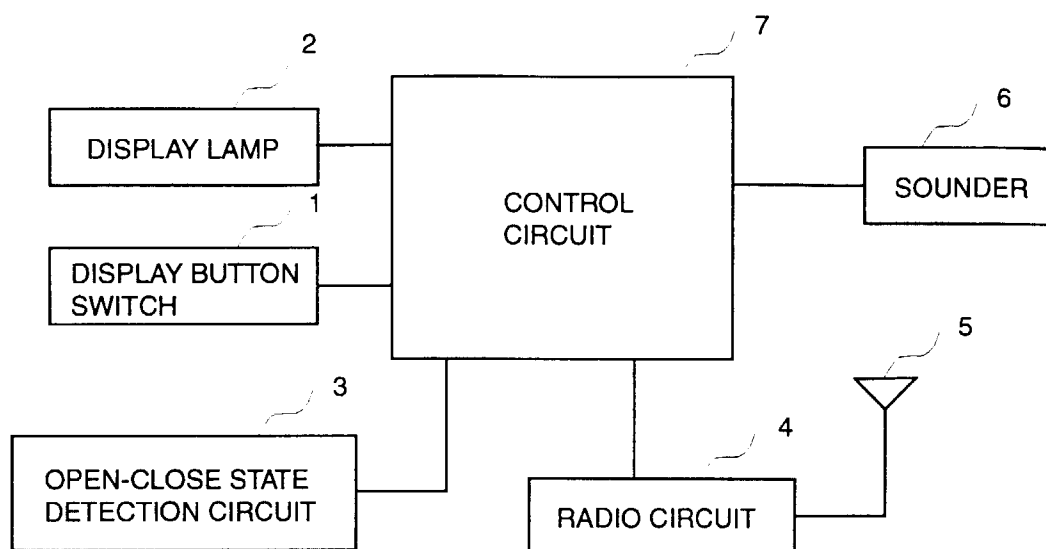 2
7
DISPLAY LAMP
6
SOUNDER
CONTROL
CIRCUIT
1
DISPLAY BUTTON
SWITCH
5
3
4
OPEN-CLOSE STATE
DETECTION CIRCUIT
RADIO CIRCUIT